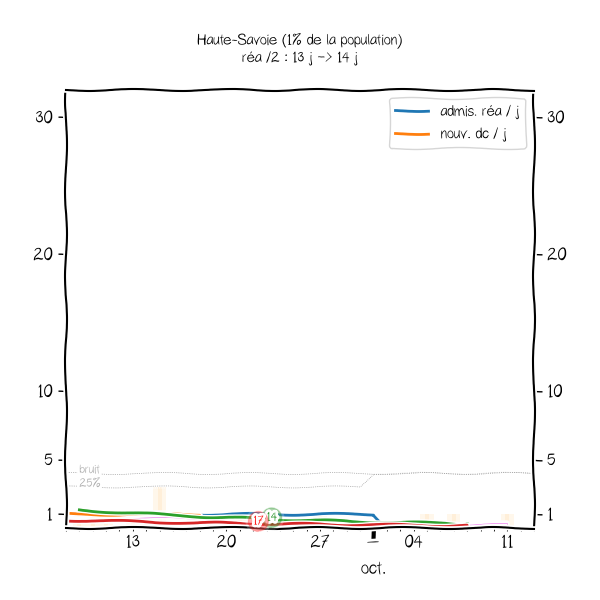 Haute-Savoie (1% de la population)
réa /2 : 13 j -> 14 j
admis. réa / j
nouv. dc / j
30 30
20 20
10 10
5 5
bruit
25%
1 1
17 14
13 20 27 1 04 11
oct.